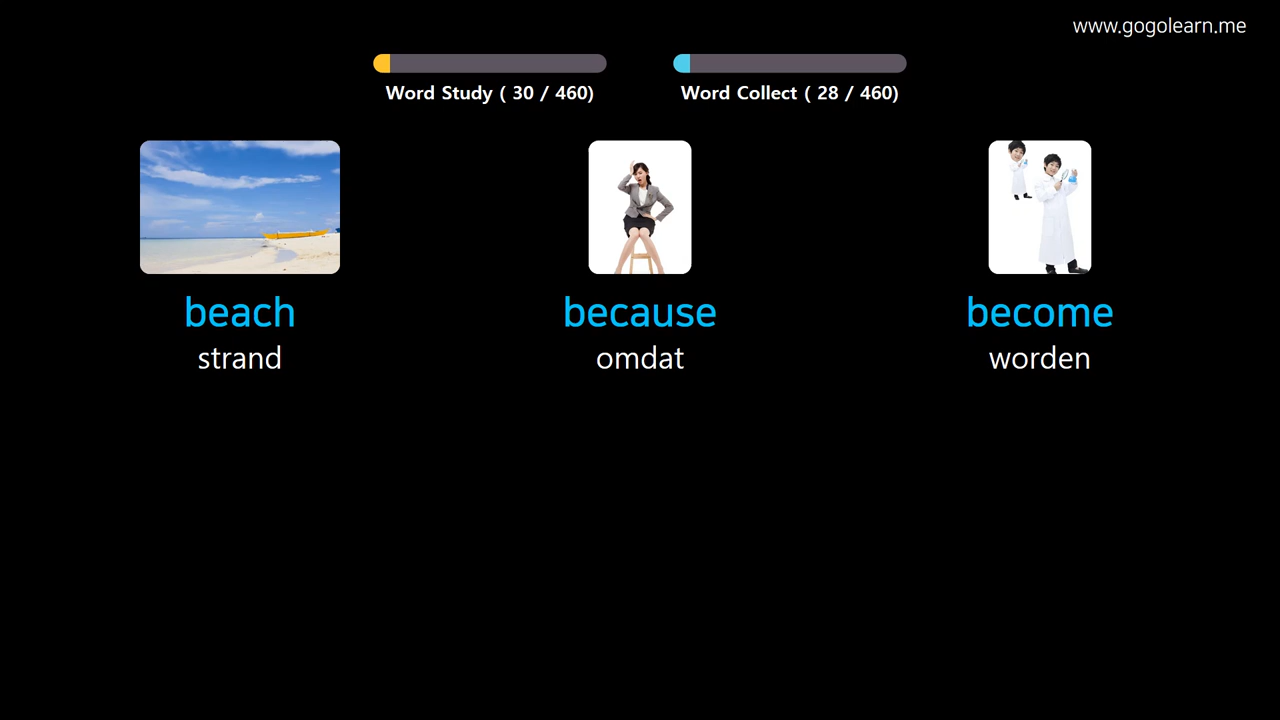 www.gogolearn.me
Word Study ( 30 / 460)
Word Collect ( 28 / 460)
beach
because
become
strand
omdat
worden